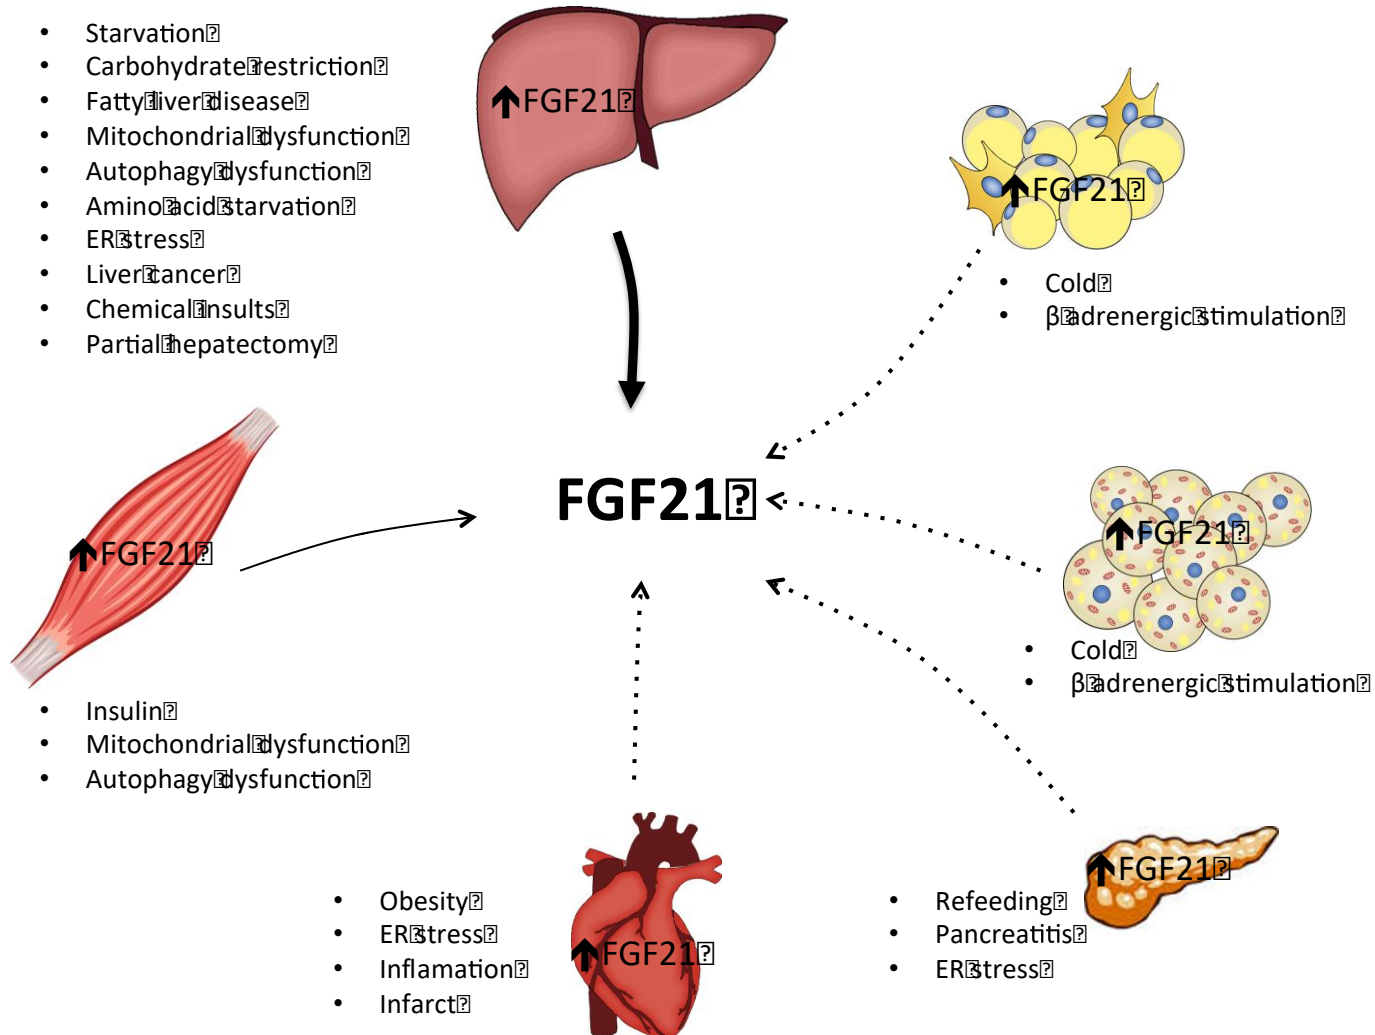 • Starvation
• Carbohydrate restriction
• Fatty liver disease
• Mitochondrial dysfunction
• Autophagy dysfunction
• Amino acid starvation
• ER stress
• Liver cancer
• Chemical insults
• Partial hepatectomy
FGF21
FGF21
• Cold
• β adrenergic stimulation
FGF21
FGF21
FGF21
• Cold
• β adrenergic stimulation
• Insulin
• Mitochondrial dysfunction
• Autophagy dysfunction
• Obesity
• ER stress
• Inflamation
• Infarct
FGF21
• Refeeding
• Pancreatitis
• ER stress
FGF21